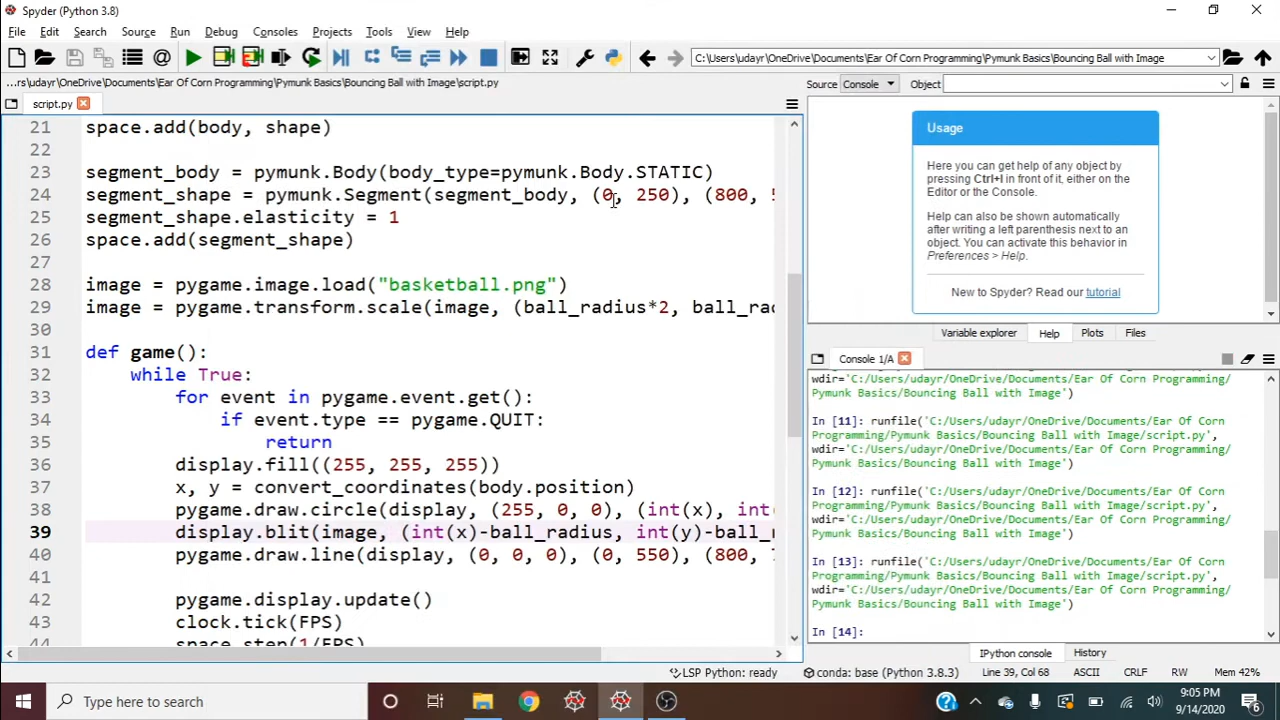 Spyder (Python 3.8)
File Edit Search Source Run Debug Consoles Projects Tools View Help
C:\Users\udayr\OneDrive\Documents\Ear Of Corn Programming\Pymunk Basics\Bouncing Ball with Image
...rs\udayr\OneDrive\Documents\Ear Of Corn Programming\Pymunk Basics\Bouncing Ball with Image\script.py
Source Console Object
script.py
21 space.add(body, shape)
22
23 segment_body = pymunk.Body(body_type=pymunk.Body.STATIC)
24 segment_shape = pymunk.Segment(segment_body, (0, 250), (800, 5
25 segment_shape.elasticity = 1
26 space.add(segment_shape)
27
28 image = pygame.image.load("basketball.png")
29 image = pygame.transform.scale(image, (ball_radius*2, ball_rad
30
31 def game():
32 while True:
33 for event in pygame.event.get():
34 if event.type == pygame.QUIT:
35 return
36 display.fill((255, 255, 255))
37 x, y = convert_coordinates(body.position)
38 pygame.draw.circle(display, (255, 0, 0), (int(x), int
39 display.blit(image, (int(x)-ball_radius, int(y)-ball_r
40 pygame.draw.line(display, (0, 0, 0), (0, 550), (800,
41
42 pygame.display.update()
43 clock.tick(FPS)
44 space.step(1/FPS)
Usage
Here you can get help of any object by
pressing Ctrl+I in front of it, either on the
Editor or the Console.
Help can also be shown automatically
after writing a left parenthesis next to an
object. You can activate this behavior in
Preferences > Help.
New to Spyder? Read our tutorial
Variable explorer Help Plots Files
Console 1/A
wdir='C:/Users/udayr/OneDrive/Documents/Ear Of Corn Programming/
Pymunk Basics/Bouncing Ball with Image')
In [11]: runfile('C:/Users/udayr/OneDrive/Documents/Ear Of Corn
Programming/Pymunk Basics/Bouncing Ball with Image/script.py',
wdir='C:/Users/udayr/OneDrive/Documents/Ear Of Corn Programming/
Pymunk Basics/Bouncing Ball with Image')
In [12]: runfile('C:/Users/udayr/OneDrive/Documents/Ear Of Corn
Programming/Pymunk Basics/Bouncing Ball with Image/script.py',
wdir='C:/Users/udayr/OneDrive/Documents/Ear Of Corn Programming/
Pymunk Basics/Bouncing Ball with Image')
In [13]: runfile('C:/Users/udayr/OneDrive/Documents/Ear Of Corn
Programming/Pymunk Basics/Bouncing Ball with Image/script.py',
wdir='C:/Users/udayr/OneDrive/Documents/Ear Of Corn Programming/
Pymunk Basics/Bouncing Ball with Image')
In [14]:
IPython console History
LSP Python: ready conda: base (Python 3.8.3) Line 39, Col 68 ASCII CRLF RW Mem 42%
Type here to search
9:05 PM
9/14/2020
6